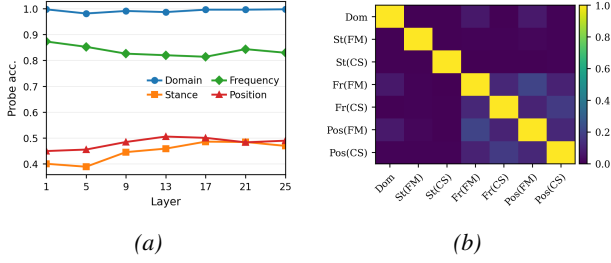 1.0
0.9
0.8
0.7
0.6
0.5
0.4
Probe acc.
Domain
Stance
Frequency
Position
1 5 9 13 17 21 25
Layer
(a)
Dom
St(FM)
St(CS)
Fr(FM)
Fr(CS)
Pos(FM)
Pos(CS)
Dom
St(FM)
St(CS)
Fr(FM)
Fr(CS)
Pos(FM)
Pos(CS)
1.0
0.8
0.6
0.4
0.2
0.0
(b)